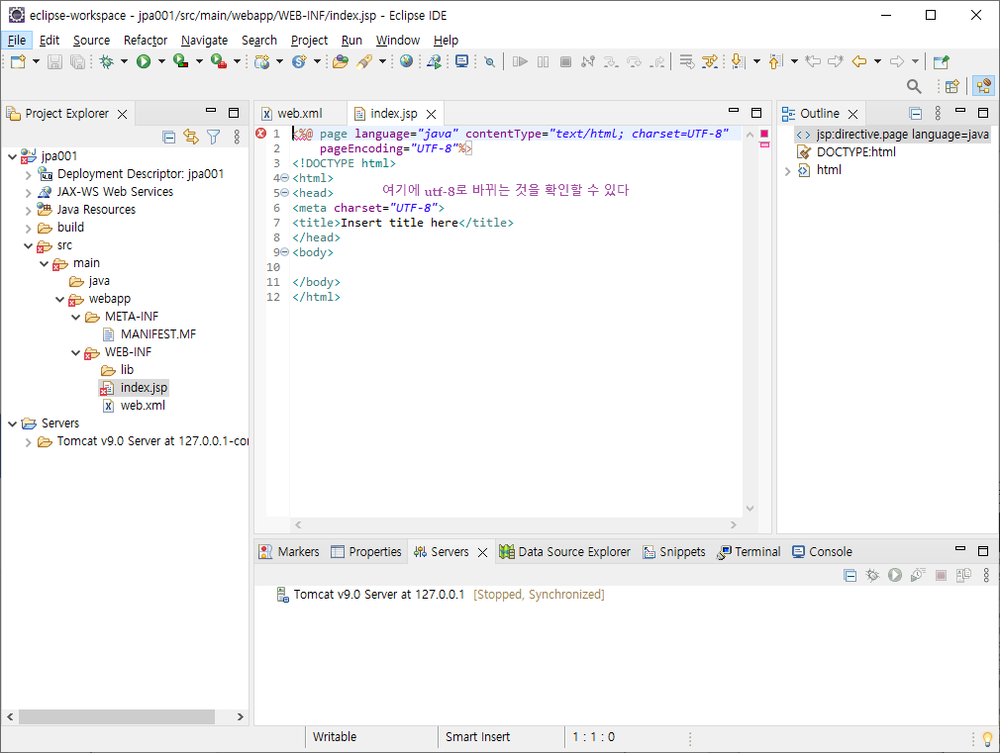 eclipse-workspace - jpa001/src/main/webapp/WEB-INF/index.jsp - Eclipse IDE
File Edit Source Refactor Navigate Search Project Run Window Help
Project Explorer
jpa001
Deployment Descriptor: jpa001
JAX-WS Web Services
Java Resources
build
src
main
java
webapp
META-INF
MANIFEST.MF
WEB-INF
lib
index.jsp
web.xml
Servers
Tomcat v9.0 Server at 127.0.0.1-cor
web.xml index.jsp
1 <%@ page language="java" contentType="text/html; charset=UTF-8"
2 pageEncoding="UTF-8"%>
3 <!DOCTYPE html>
4 <html>
5 <head>
여기에 utf-8로 바뀌는 것을 확인할 수 있다
6 <meta charset="UTF-8">
7 <title>Insert title here</title>
8 </head>
9 <body>
10
11 </body>
12 </html>
Outline
jsp:directive.page language=java
DOCTYPE:html
html
Markers Properties Servers Data Source Explorer Snippets Terminal Console
Tomcat v9.0 Server at 127.0.0.1 [Stopped, Synchronized]
Writable Smart Insert 1 : 1 : 0